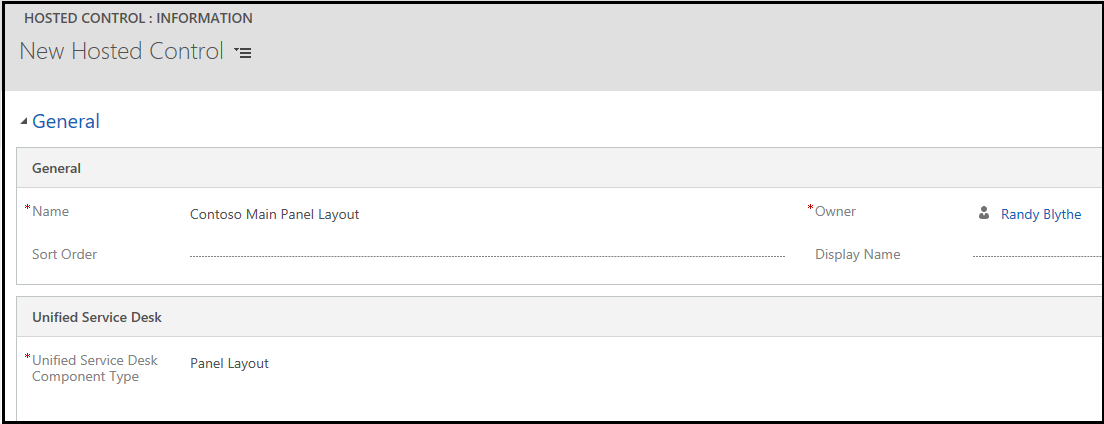 HOSTED CONTROL : INFORMATION
New Hosted Control
General
General
*Name Contoso Main Panel Layout *Owner Randy Blythe
Sort Order Display Name
Unified Service Desk
*Unified Service Desk
Component Type Panel Layout